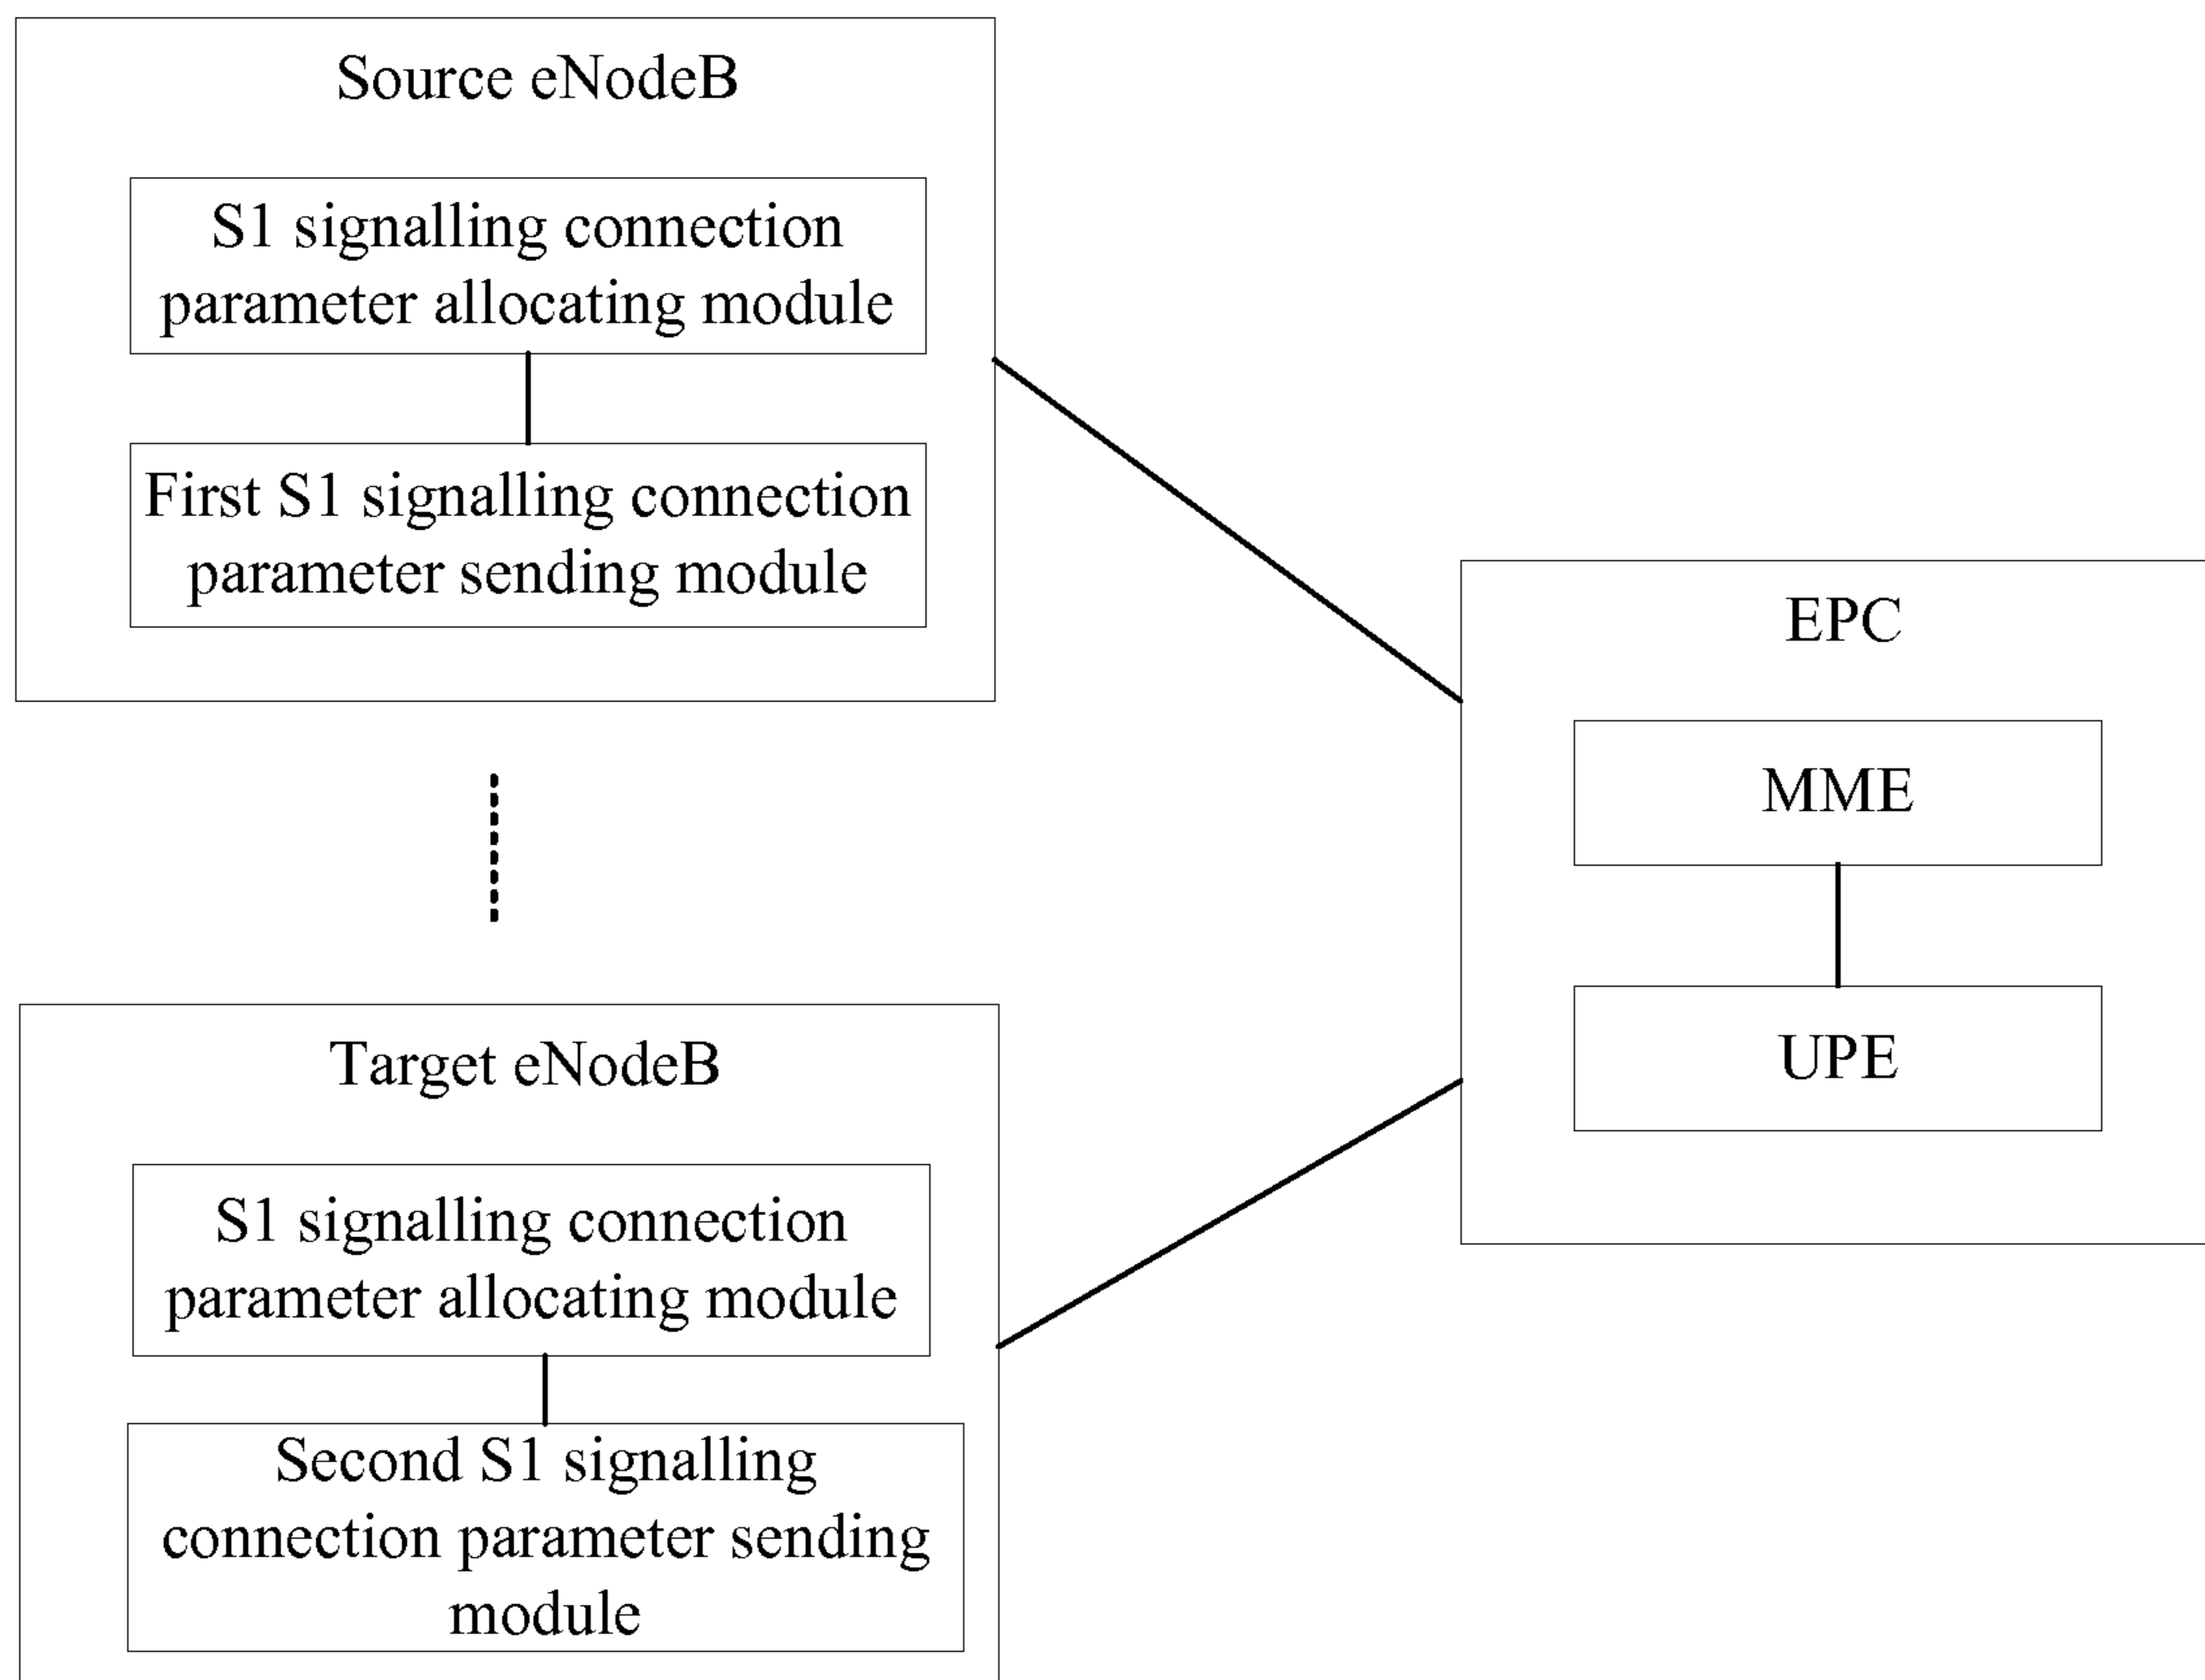 Source eNodeB
S1 signalling connection
parameter allocating module
First S1 signalling connection
parameter sending module
EPC
MME
UPE
Target eNodeB
S1 signalling connection
parameter allocating module
Second S1 signalling
connection parameter sending
module